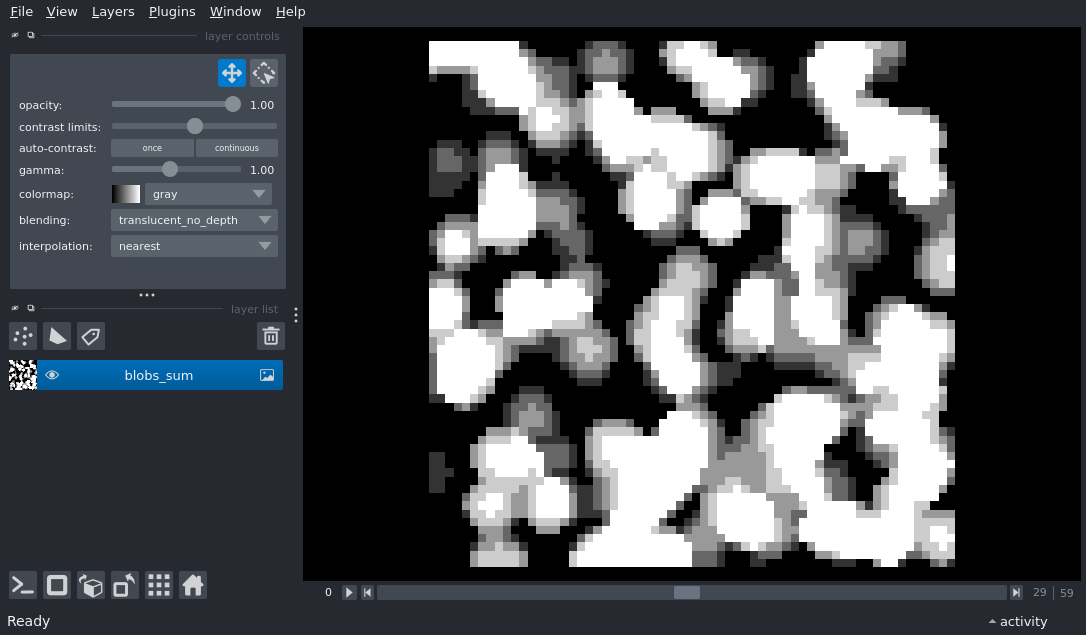 File View Layers Plugins Window Help
layer controls
opacity: 1.00
contrast limits:
auto-contrast: once continuous
gamma: 1.00
colormap: gray
blending: translucent_no_depth
interpolation: nearest
layer list
blobs_sum
0 29 59
Ready activity